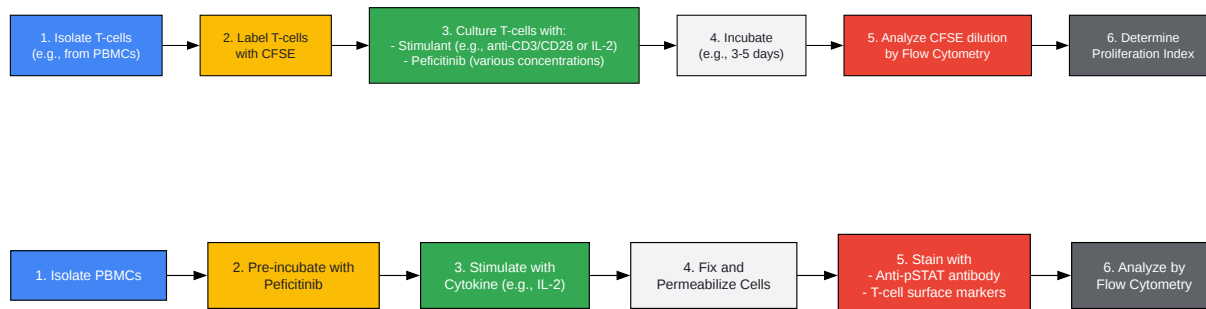 1. Isolate T-cells
(e.g., from PBMCs)
2. Label T-cells
with CFSE
3. Culture T-cells with:
- Stimulant (e.g., anti-CD3/CD28 or IL-2)
- Peficitinib (various concentrations)
4. Incubate
(e.g., 3-5 days)
5. Analyze CFSE dilution
by Flow Cytometry
6. Determine
Proliferation Index
1. Isolate PBMCs
2. Pre-incubate with
Peficitinib
3. Stimulate with
Cytokine (e.g., IL-2)
4. Fix and
Permeabilize Cells
5. Stain with
- Anti-pSTAT antibody
- T-cell surface markers
6. Analyze by
Flow Cytometry